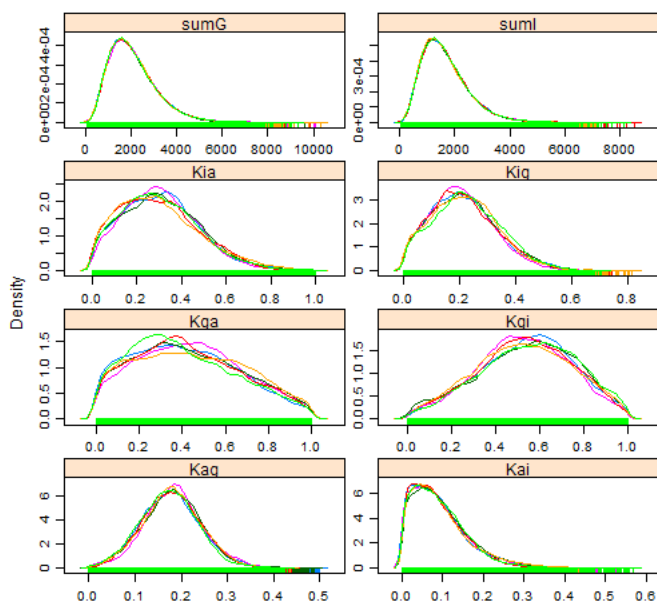 sumG
sumI
0e+00 2e-04 4e-04
0e+00 3e-04
0 2000 4000 6000 8000 10000
0 2000 4000 6000 8000
Kia
Kig
0.0 1.0 2.0
0 1 2 3
0.0 0.2 0.4 0.6 0.8 1.0
0.0 0.2 0.4 0.6 0.8
Density
Kga
Kgi
0.0 0.5 1.0 1.5
0.0 0.5 1.0 1.5
0.0 0.2 0.4 0.6 0.8 1.0
0.0 0.2 0.4 0.6 0.8 1.0
Kag
Kai
0 2 4 6
0 2 4 6
0.0 0.1 0.2 0.3 0.4 0.5
0.0 0.1 0.2 0.3 0.4 0.5 0.6